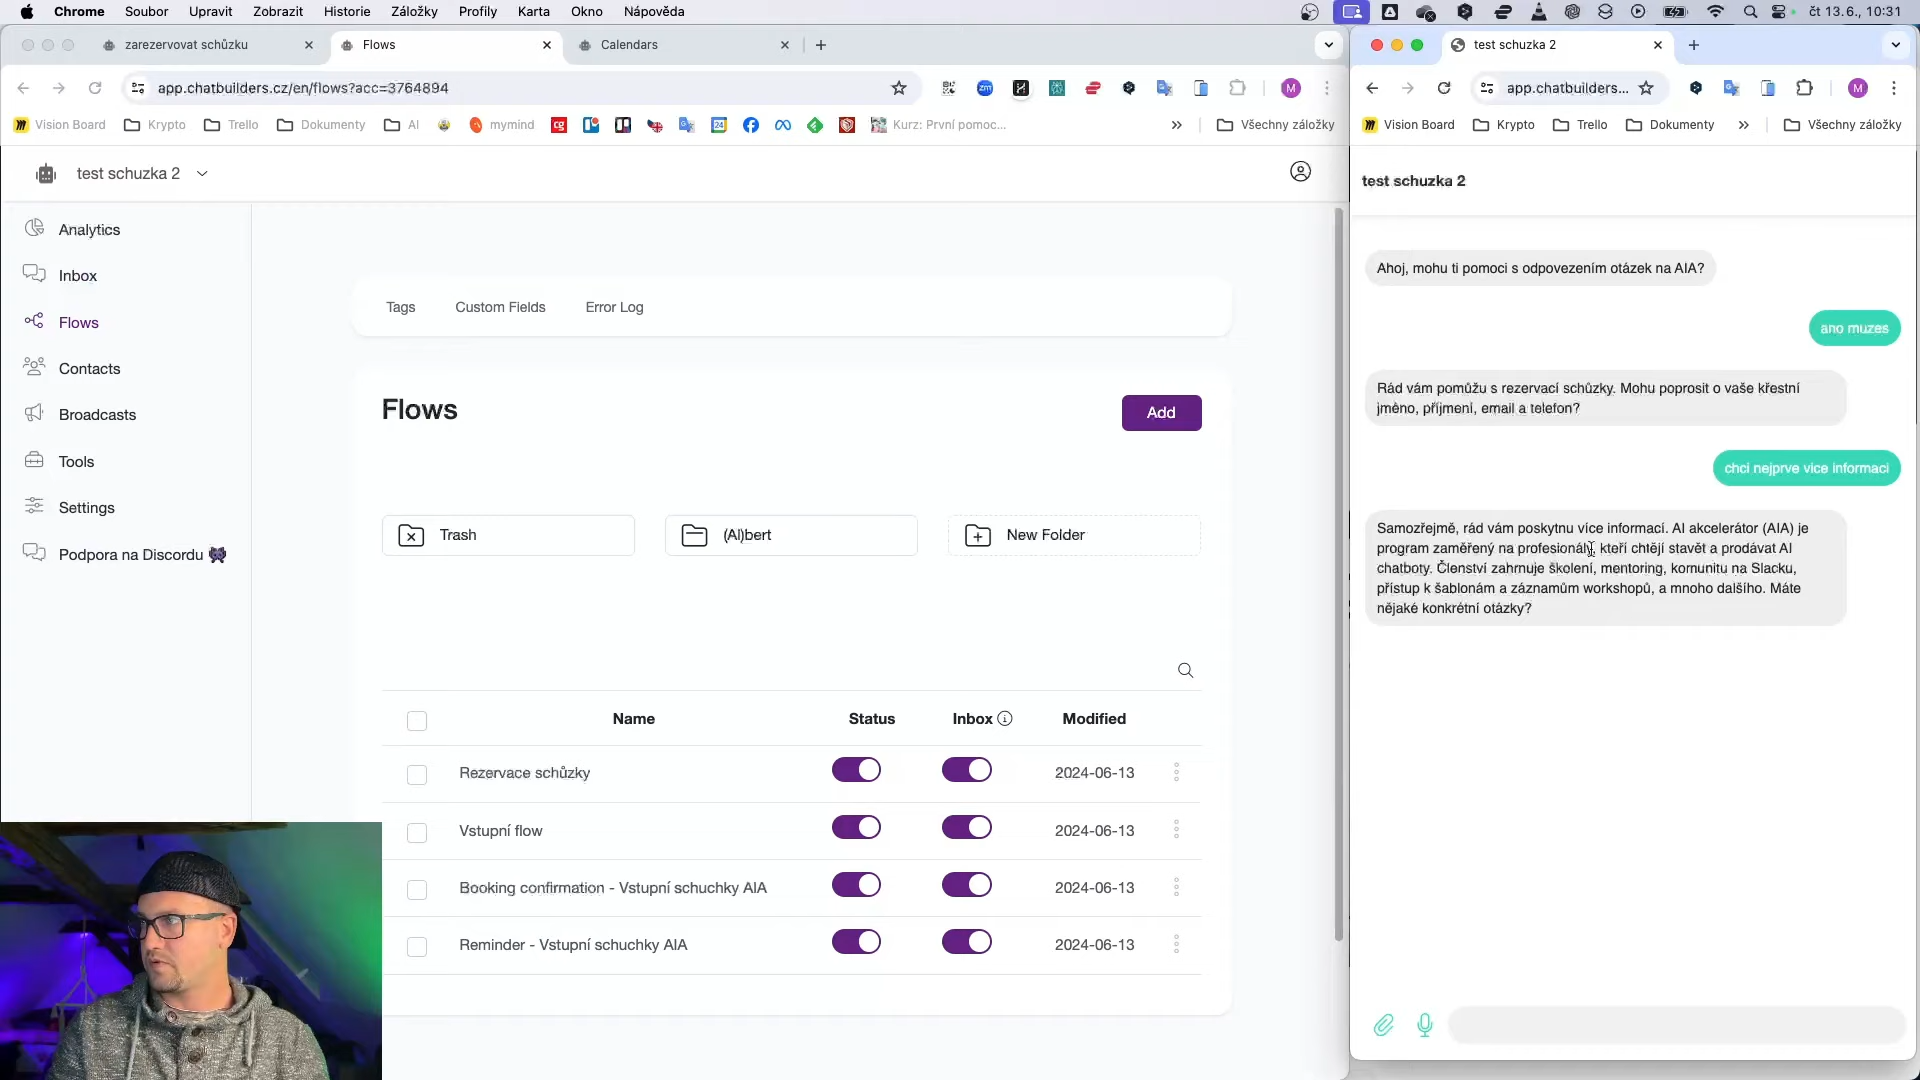 Chrome Soubor Upravit Zobrazit Historie Záložky Profily Karta Okno Nápověda čt 13.6., 10:31
zarezervovat schůzku Flows Calendars
app.chatbuilders.cz/en/flows?acc=3764894
Vision Board Krypto Trello Dokumenty AI mymind Kurz: První pomoc... Všechny záložky
test schuzka 2
Analytics
Inbox
Flows
Contacts
Broadcasts
Tools
Settings
Podpora na Discordu
Tags Custom Fields Error Log
Flows
Add
Trash (AI)bert New Folder
Name Status Inbox Modified
Rezervace schůzky 2024-06-13
Vstupní flow 2024-06-13
Booking confirmation - Vstupní schuchky AIA 2024-06-13
Reminder - Vstupní schuchky AIA 2024-06-13
test schuzka 2
app.chatbuilders...
Vision Board Krypto Trello Dokumenty Všechny záložky
test schuzka 2
Ahoj, mohu ti pomoci s odpovezením otázek na AIA?
ano muzes
Rád vám pomůžu s rezervací schůzky. Mohu poprosit o vaše křestní
jméno, příjmení, email a telefon?
chci nejprve vice informaci
Samozřejmě, rád vám poskytnu více informací. AI akcelerátor (AIA) je
program zaměřený na profesionály, kteří chtějí stavět a prodávat AI
chatboty. Členství zahrnuje školení, mentoring, komunitu na Slacku,
přístup k šablonám a záznamům workshopů, a mnoho dalšího. Máte
nějaké konkrétní otázky?